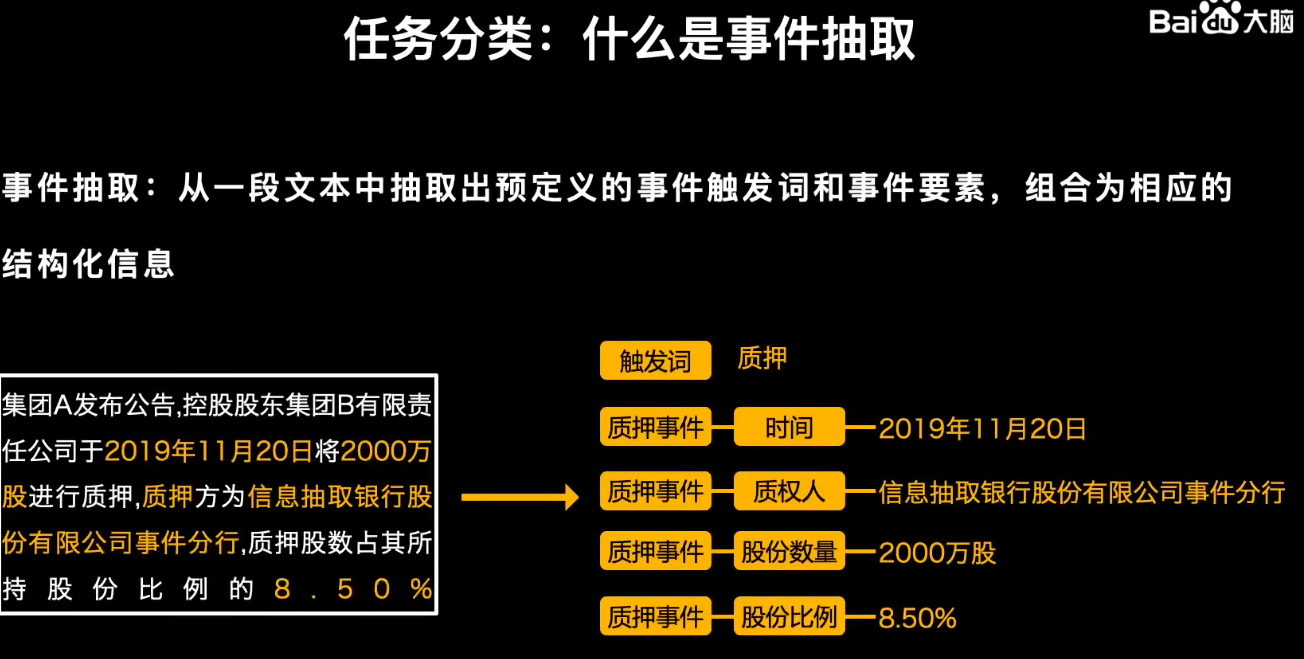 Bai du 大脑
任务分类：什么是事件抽取
事件抽取：从一段文本中抽取出预定义的事件触发词和事件要素，组合为相应的
结构化信息
集团A发布公告,控股股东集团B有限责
任公司于2019年11月20日将2000万
股进行质押,质押方为信息抽取银行股
份有限公司事件分行,质押股数占其所
持股份比例的8.50%
触发词 质押
质押事件 时间 2019年11月20日
质押事件 质权人 信息抽取银行股份有限公司事件分行
质押事件 股份数量 2000万股
质押事件 股份比例 8.50%